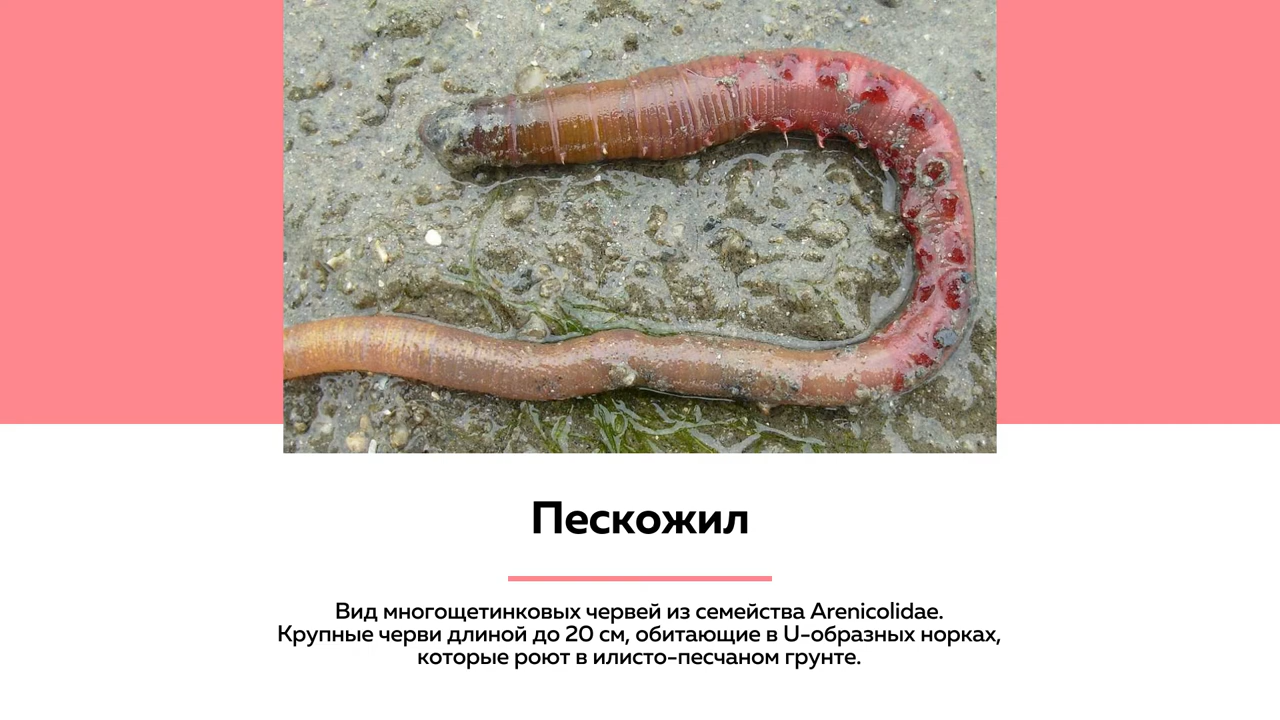 Пескожил
Вид многощетинковых червей из семейства Arenicolidae.
Крупные черви длиной до 20 см, обитающие в U-образных норках,
которые роют в илисто-песчаном грунте.